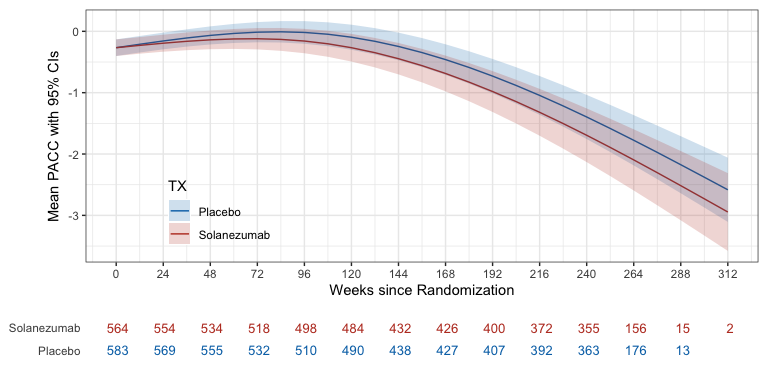 Mean PACC with 95% CIs
0
-1
-2
-3
TX
Placebo
Solanezumab
0 24 48 72 96 120 144 168 192 216 240 264 288 312
Weeks since Randomization
Solanezumab 564 554 534 518 498 484 432 426 400 372 355 156 15 2
Placebo 583 569 555 532 510 490 438 427 407 392 363 176 13